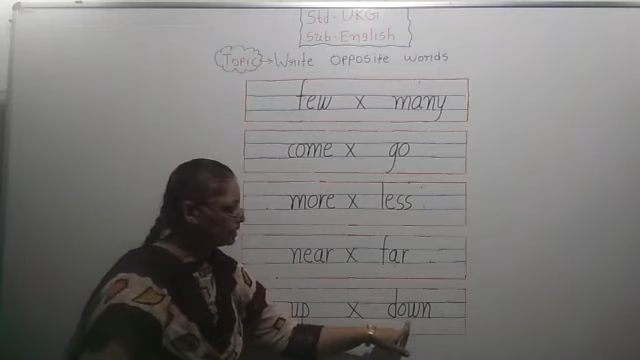 Std-UKG
Sub-English
Topic → Write opposite words
few x many
come x go
more x less
near x far
up x down